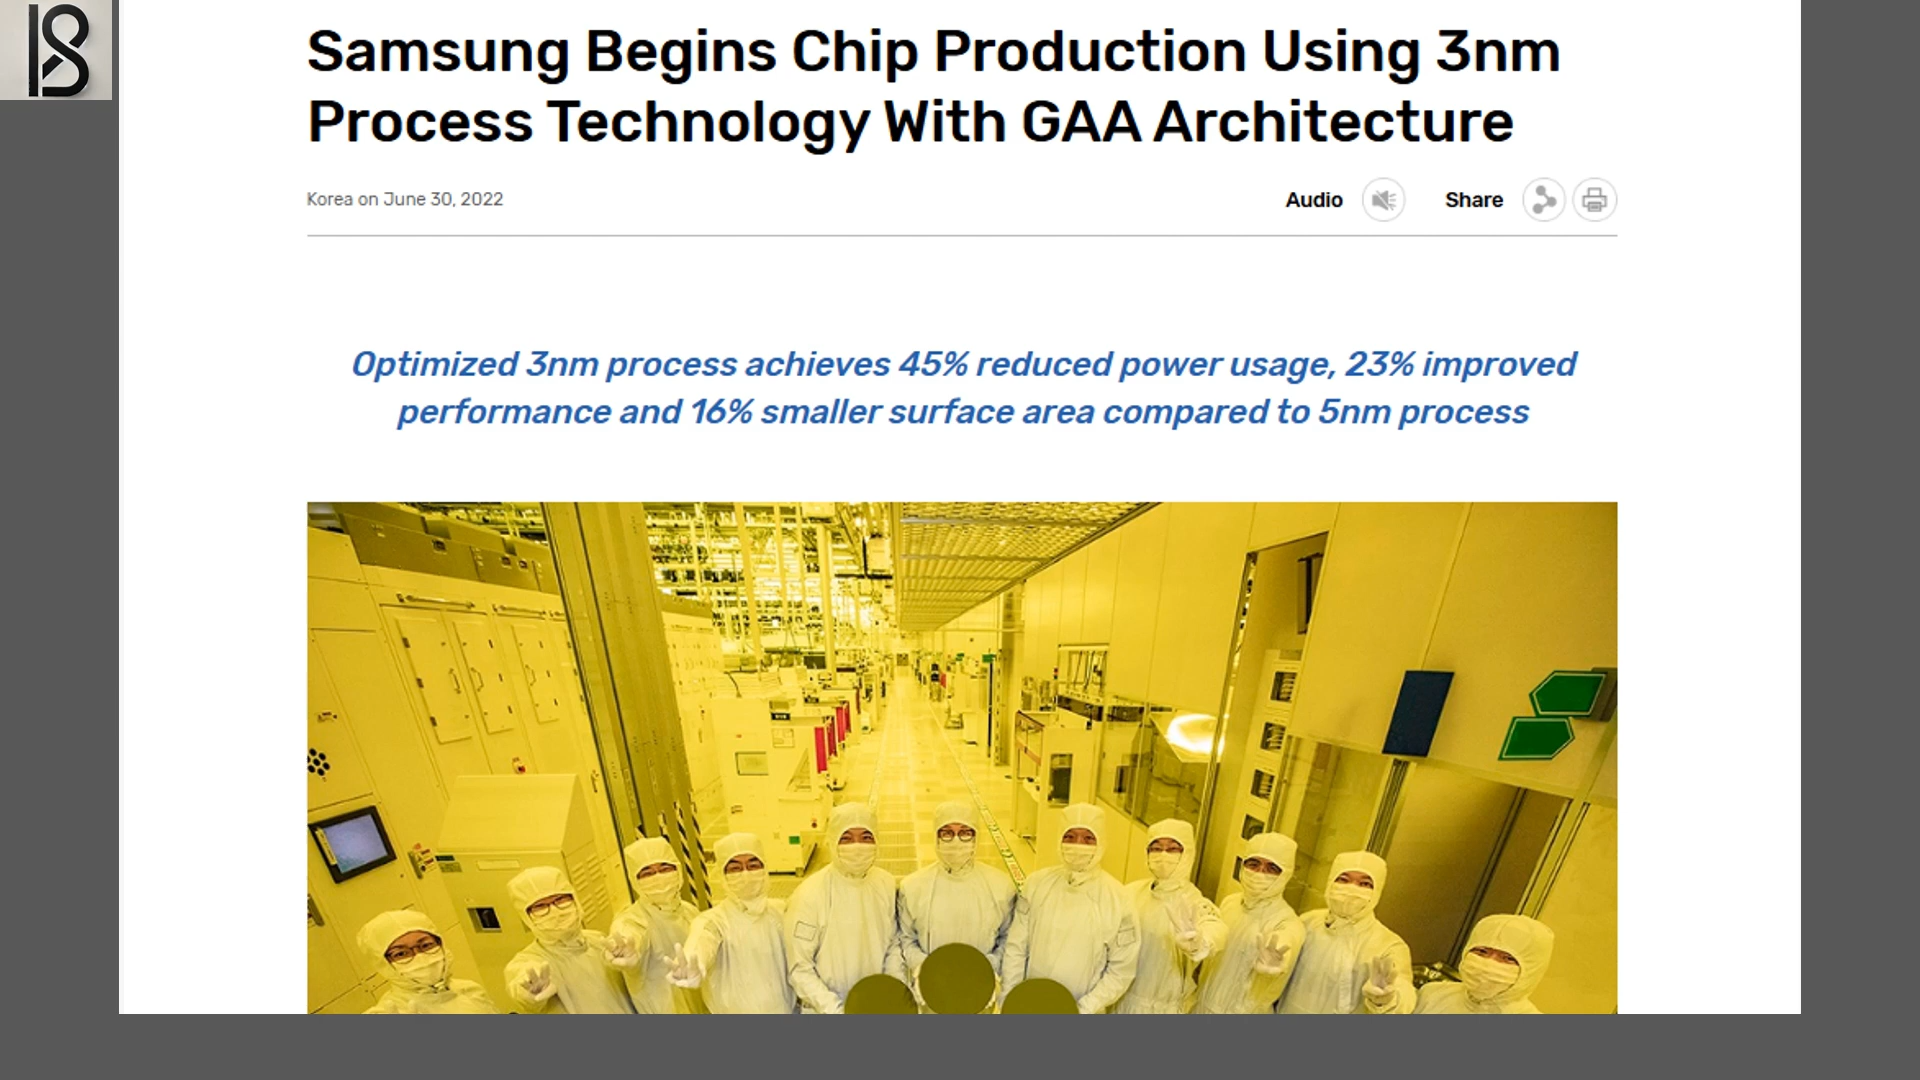 Samsung Begins Chip Production Using 3nm
Process Technology With GAA Architecture
Korea on June 30, 2022
Audio
Share
Optimized 3nm process achieves 45% reduced power usage, 23% improved
performance and 16% smaller surface area compared to 5nm process